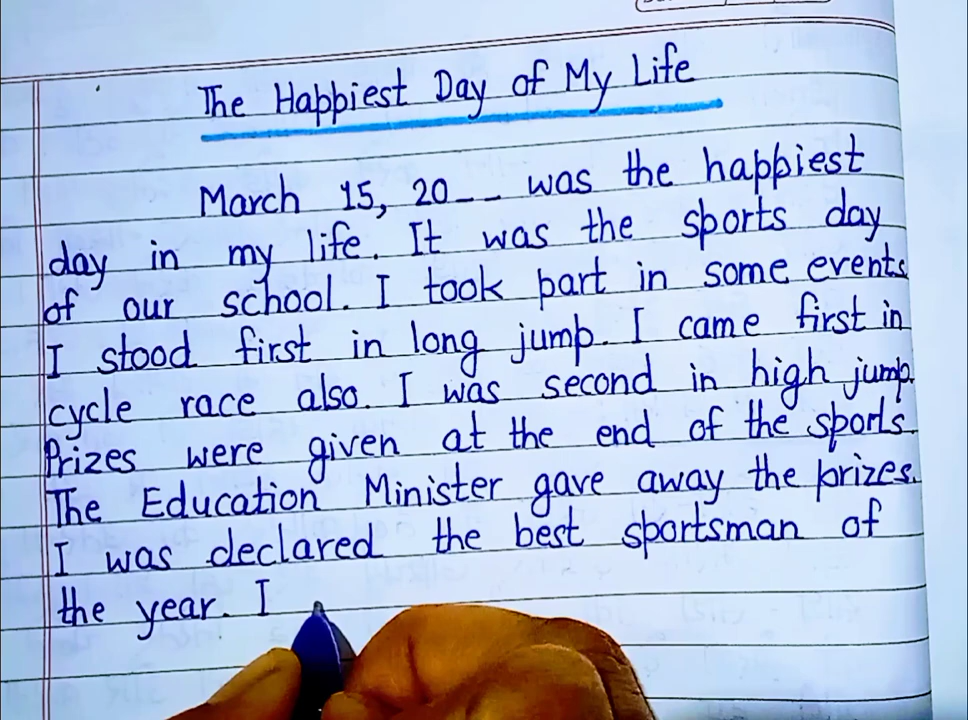 The Happiest Day of My Life
March 15, 20-- was the happiest
day in my life. It was the sports day
of our school. I took part in some events
I stood first in long jump. I came first in
cycle race also. I was second in high jump.
Prizes were given at the end of the sports
The Education Minister gave away the prizes.
I was declared the best sportsman of
the year. I